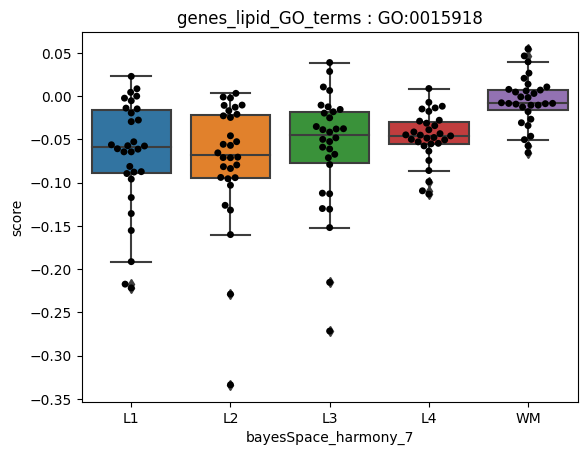 genes_lipid_GO_terms : GO:0015918
0.05
0.00
−0.05
−0.10
−0.15
−0.20
−0.25
−0.30
−0.35
score
L1 L2 L3 L4 WM
bayesSpace_harmony_7